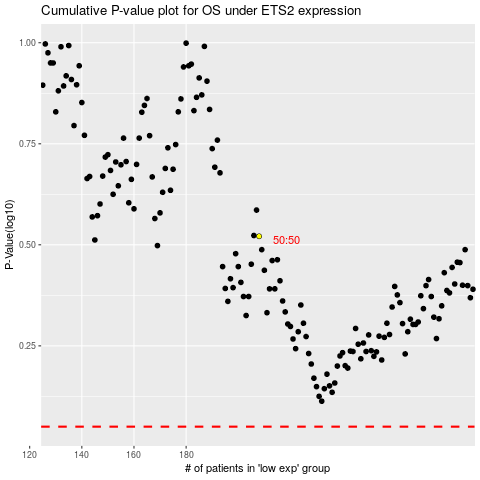 Cumulative P-value plot for OS under ETS2 expression
P-Value(log10)
1.00
0.75
0.50
0.25
50:50
120 140 160 180
# of patients in 'low exp' group